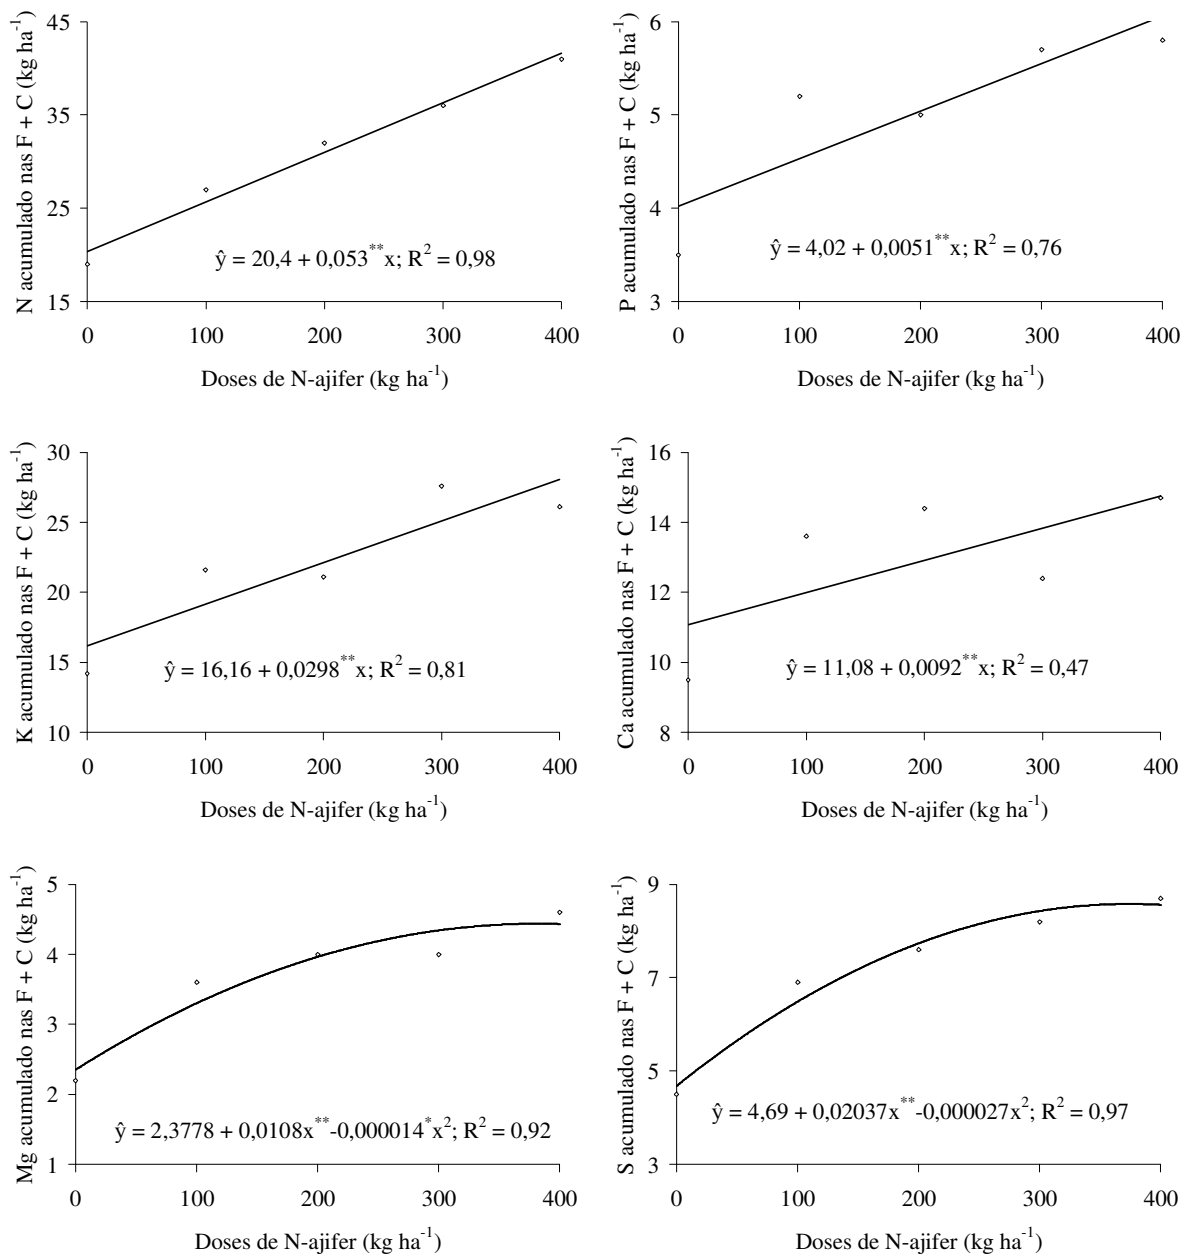 N acumulado nas F + C (kg ha⁻¹)
45
35
25
15
ŷ = 20,4 + 0,053**x; R² = 0,98
0 100 200 300 400
Doses de N-ajifer (kg ha⁻¹)
P acumulado nas F + C (kg ha⁻¹)
6
5
4
3
ŷ = 4,02 + 0,0051**x; R² = 0,76
0 100 200 300 400
Doses de N-ajifer (kg ha⁻¹)
K acumulado nas F + C (kg ha⁻¹)
30
25
20
15
10
ŷ = 16,16 + 0,0298**x; R² = 0,81
0 100 200 300 400
Doses de N-ajifer (kg ha⁻¹)
Ca acumulado nas F + C (kg ha⁻¹)
16
14
12
10
8
ŷ = 11,08 + 0,0092**x; R² = 0,47
0 100 200 300 400
Doses de N-ajifer (kg ha⁻¹)
Mg acumulado nas F + C (kg ha⁻¹)
5
4
3
2
1
ŷ = 2,3778 + 0,0108x**-0,000014*x²; R² = 0,92
0 100 200 300 400
Doses de N-ajifer (kg ha⁻¹)
S acumulado nas F + C (kg ha⁻¹)
9
7
5
3
ŷ = 4,69 + 0,02037x**-0,000027x²; R² = 0,97
0 100 200 300 400
Doses de N-ajifer (kg ha⁻¹)